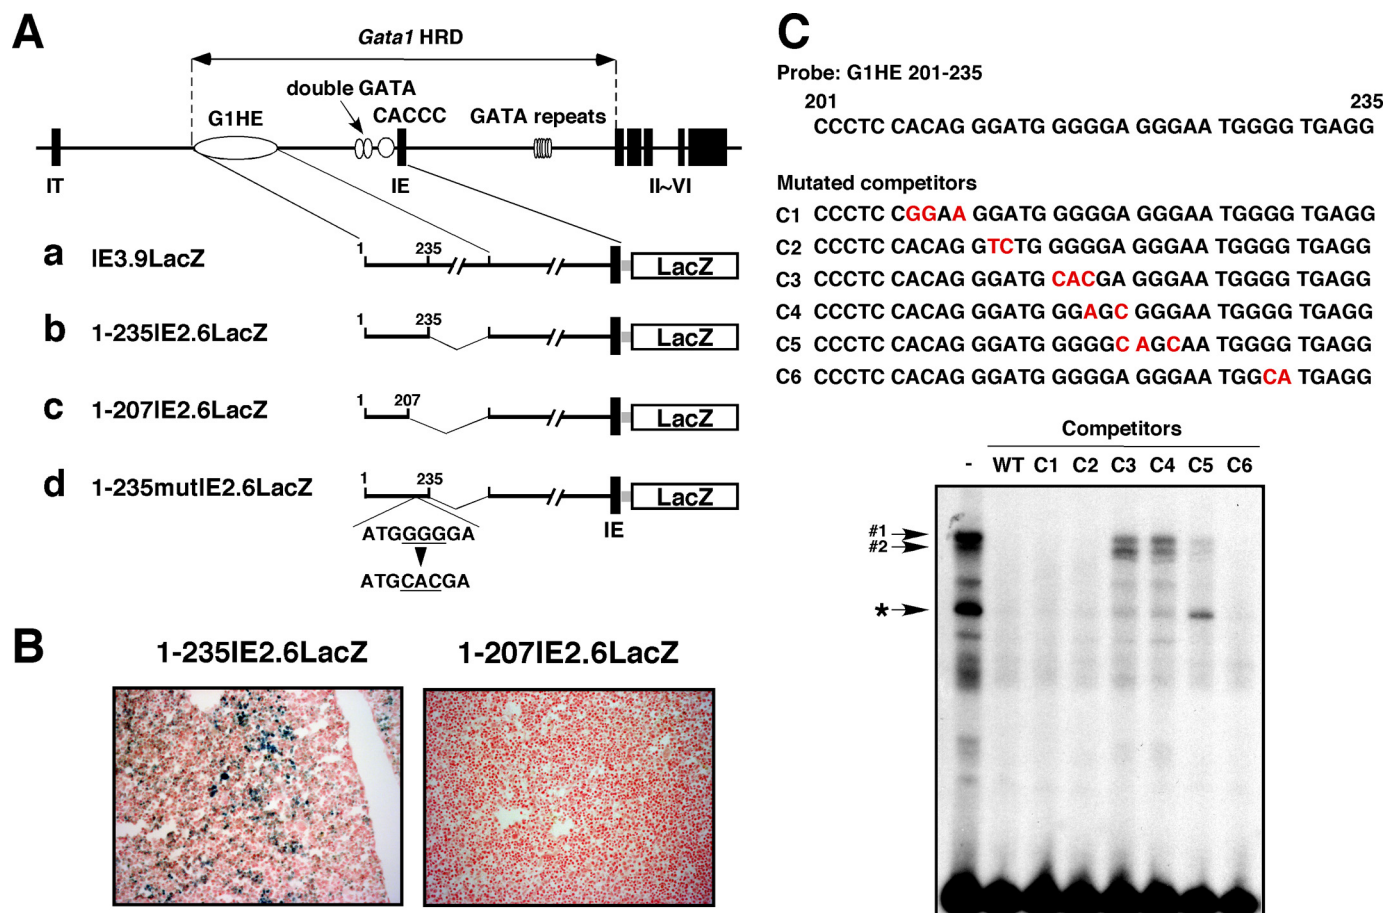 A
Gata1 HRD
double GATA
CACCC
G1HE
GATA repeats
IT
IE
II~VI
a IE3.9LacZ
1 235
LacZ
b 1-235IE2.6LacZ
1 235
LacZ
c 1-207IE2.6LacZ
1 207
LacZ
d 1-235mutIE2.6LacZ
1 235
LacZ
IE
ATGGGGGA
ATGCACGA
B
1-235IE2.6LacZ 1-207IE2.6LacZ
C
Probe: G1HE 201-235
201 235
CCCTC CACAG GGATG GGGGA GGGAA TGGGG TGAGG
Mutated competitors
C1 CCCTC CGGAA GGATG GGGGA GGGAA TGGGG TGAGG
C2 CCCTC CACAG GTCTG GGGGA GGGAA TGGGG TGAGG
C3 CCCTC CACAG GGATG CACGA GGGAA TGGGG TGAGG
C4 CCCTC CACAG GGATG GGAGC GGGAA TGGGG TGAGG
C5 CCCTC CACAG GGATG GGGGC AGCAA TGGGG TGAGG
C6 CCCTC CACAG GGATG GGGGA GGGAA TGGCA TGAGG
Competitors
- WT C1 C2 C3 C4 C5 C6
#1
#2
*